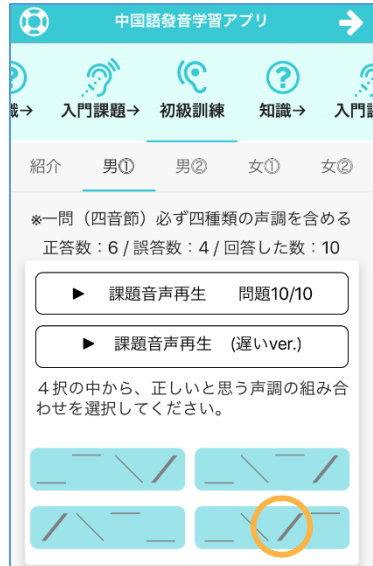 中国語發音学習アプリ
識→ 入門課題→ 初級訓練 知識→ 入門
紹介 男① 男② 女① 女②
※一問（四音節）必ず四種類の声調を含める
正答数：6 / 誤答数：4 / 回答した数：10
▶ 課題音声再生 問題10/10
▶ 課題音声再生 (遅いver.)
４択の中から、正しいと思う声調の組み合
わせを選択してください。